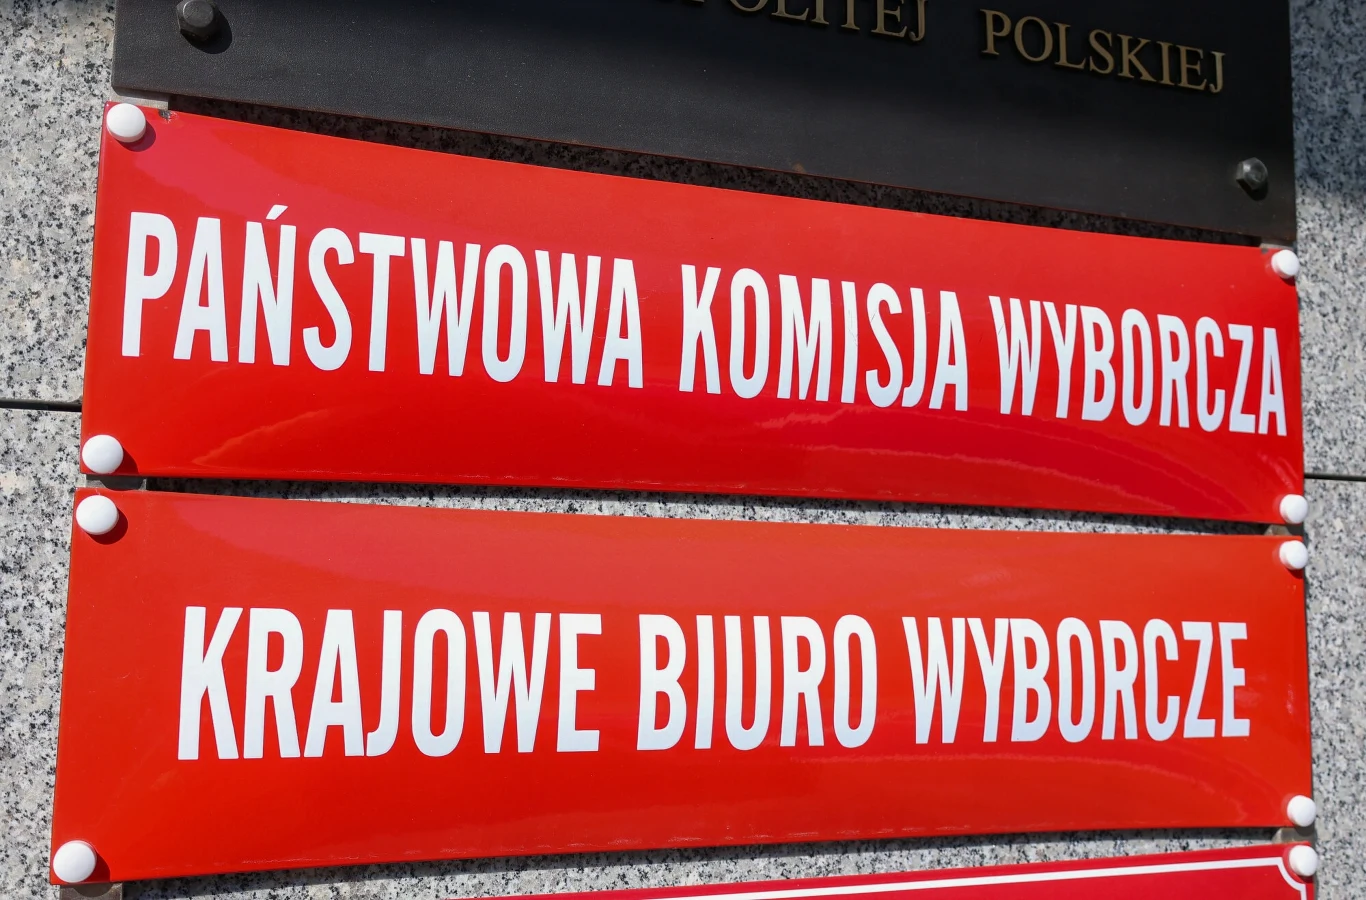 POLSKIEJ
PAŃSTWOWA KOMISJA WYBORCZA
KRAJOWE BIURO WYBORCZE